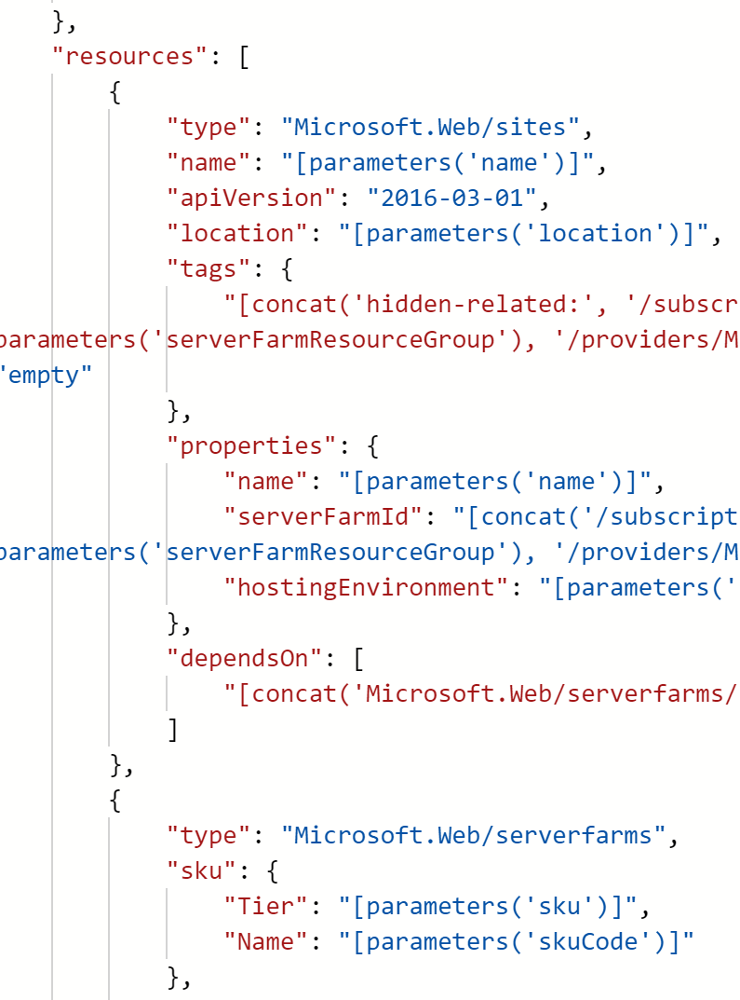 },
"resources": [
{
"type": "Microsoft.Web/sites",
"name": "[parameters('name')]",
"apiVersion": "2016-03-01",
"location": "[parameters('location')]",
"tags": {
"[concat('hidden-related:', '/subscr
parameters('serverFarmResourceGroup'), '/providers/M
"empty"
},
"properties": {
"name": "[parameters('name')]",
"serverFarmId": "[concat('/subscript
parameters('serverFarmResourceGroup'), '/providers/M
"hostingEnvironment": "[parameters('
},
"dependsOn": [
"[concat('Microsoft.Web/serverfarms/
]
},
{
"type": "Microsoft.Web/serverfarms",
"sku": {
"Tier": "[parameters('sku')]",
"Name": "[parameters('skuCode')]"
},